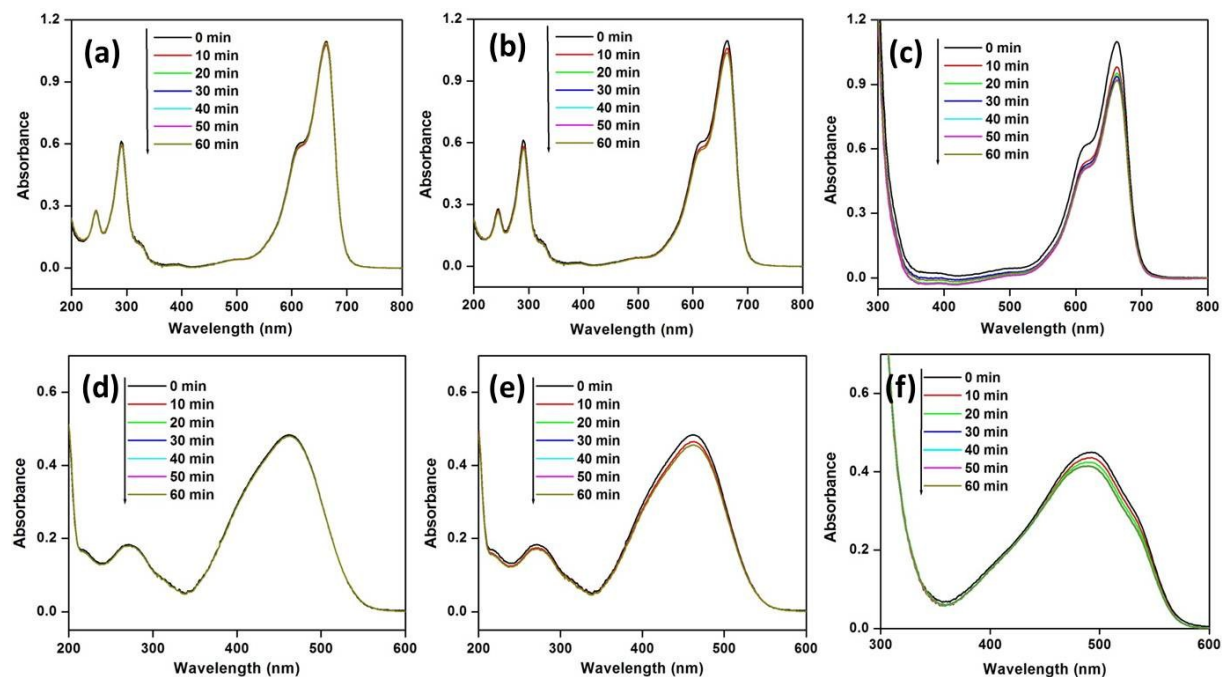 (a)
1.2
0.9
0.6
0.3
0.0
Absorbance
0 min
10 min
20 min
30 min
40 min
50 min
60 min
200 300 400 500 600 700 800
Wavelength (nm)
(b)
1.2
0.9
0.6
0.3
0.0
Absorbance
0 min
10 min
20 min
30 min
40 min
50 min
60 min
200 300 400 500 600 700 800
Wavelength (nm)
(c)
1.2
0.9
0.6
0.3
0.0
Absorbance
0 min
10 min
20 min
30 min
40 min
50 min
60 min
300 400 500 600 700 800
Wavelength (nm)
(d)
0.6
0.4
0.2
0.0
Absorbance
0 min
10 min
20 min
30 min
40 min
50 min
60 min
200 300 400 500 600
Wavelength (nm)
(e)
0.6
0.4
0.2
0.0
Absorbance
0 min
10 min
20 min
30 min
40 min
50 min
60 min
200 300 400 500 600
Wavelength (nm)
(f)
0.6
0.4
0.2
0.0
Absorbance
0 min
10 min
20 min
30 min
40 min
50 min
60 min
300 400 500 600
Wavelength (nm)